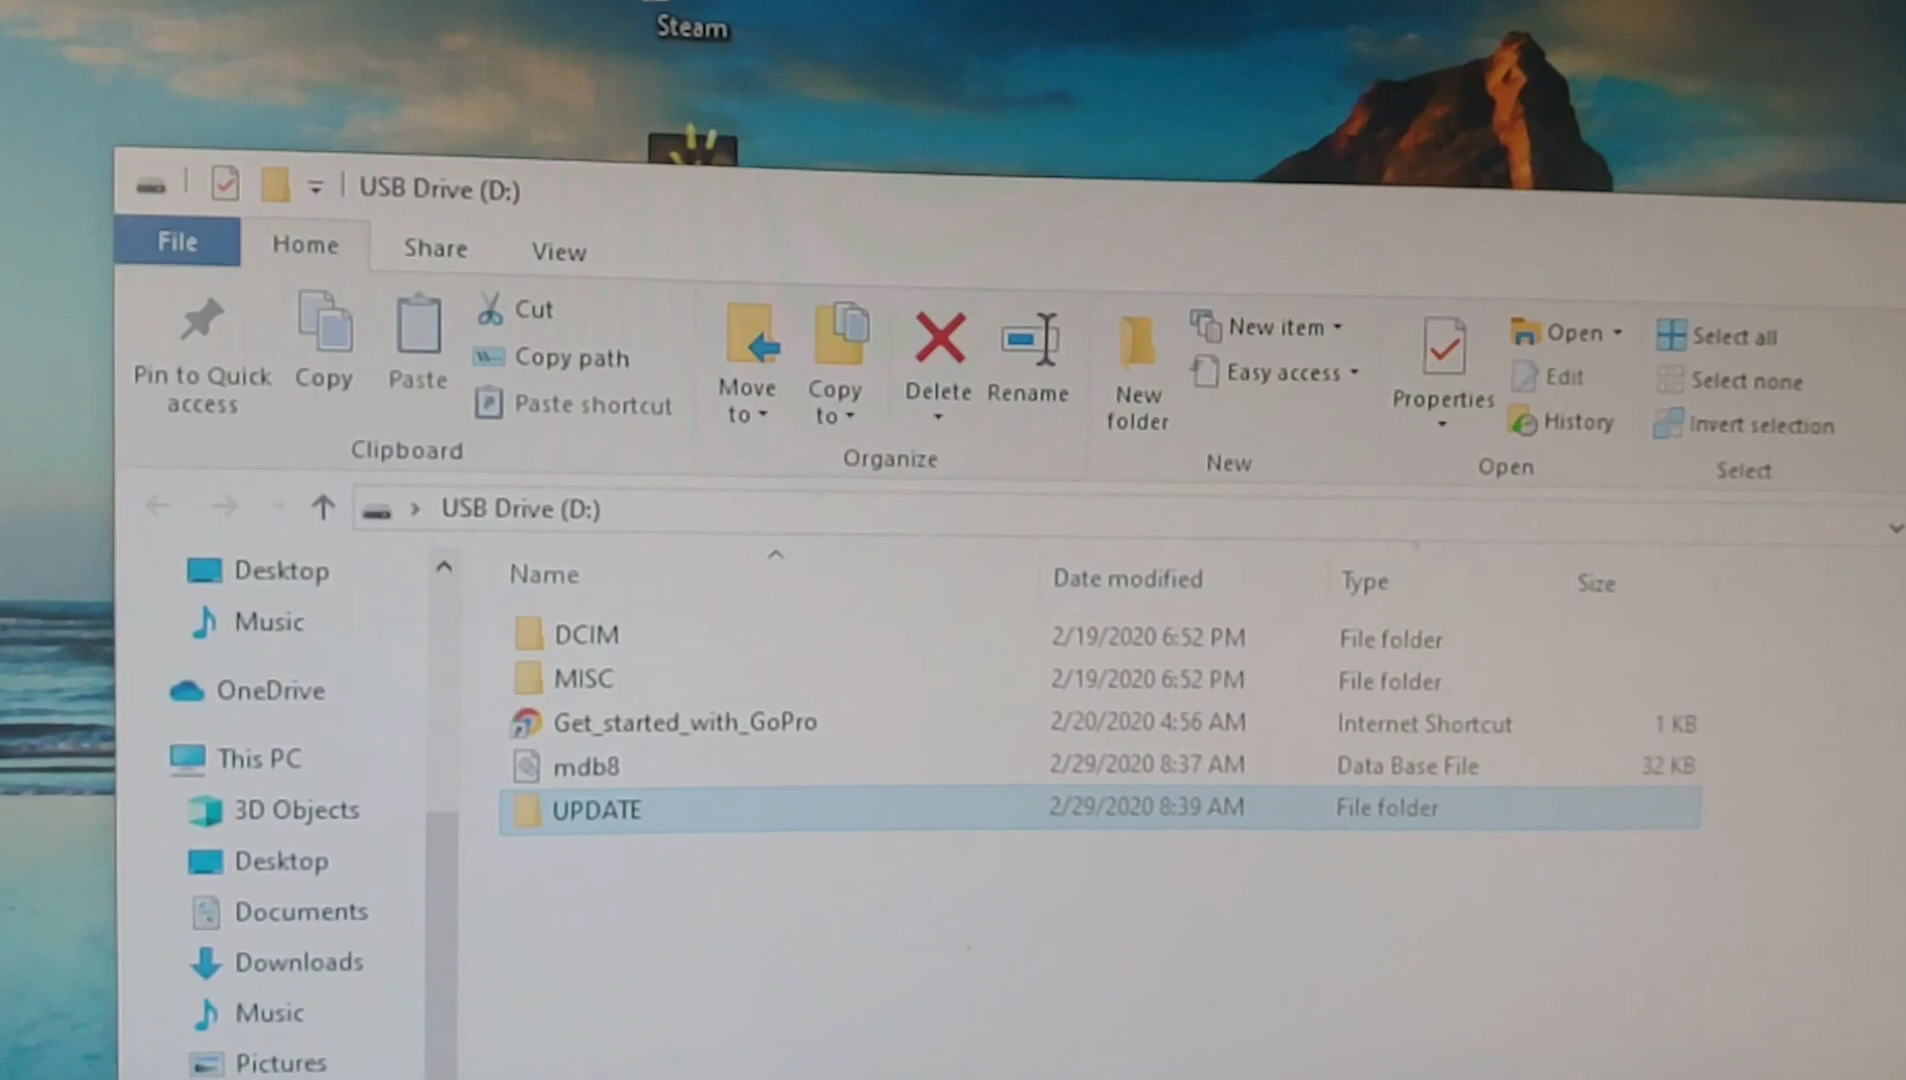 Steam
USB Drive (D:)
File Home Share View
Pin to Quick
access
Copy
Paste
Cut
Copy path
Paste shortcut
Clipboard
Move
to
Copy
to
Delete
Rename
Organize
New
folder
New item
Easy access
New
Properties
Open
Edit
History
Open
Select all
Select none
Invert selection
Select
USB Drive (D:)
Desktop
Music
OneDrive
This PC
3D Objects
Desktop
Documents
Downloads
Music
Pictures
Name Date modified Type Size
DCIM 2/19/2020 6:52 PM File folder
MISC 2/19/2020 6:52 PM File folder
Get_started_with_GoPro 2/20/2020 4:56 AM Internet Shortcut 1 KB
mdb8 2/29/2020 8:37 AM Data Base File 32 KB
UPDATE 2/29/2020 8:39 AM File folder